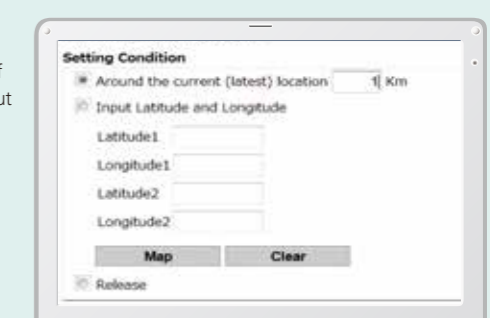 Setting Condition
Around the current (latest) location 1 Km
Input Latitude and Longitude
Latitude1
Longitude1
Latitude2
Longitude2
Map Clear
Release